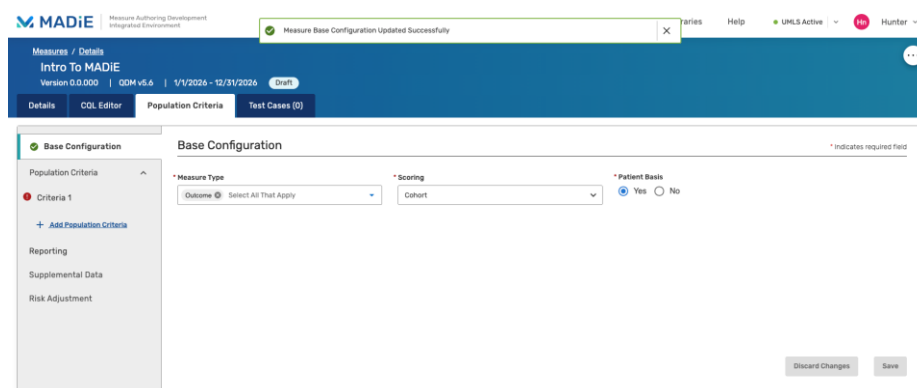 MADiE
Measure Authoring Development
Integrated Environment
Measure Base Configuration Updated Successfully
raries
Help
UMLS Active
Hn
Hunter
Measures / Details
Intro To MADiE
Version 0.0.000 | QDM v5.6 | 1/1/2026 - 12/31/2026 Draft
Details
CQL Editor
Population Criteria
Test Cases (0)
Base Configuration
Population Criteria
Criteria 1
+ Add Population Criteria
Reporting
Supplemental Data
Risk Adjustment
Base Configuration
* Indicates required field
* Measure Type
Outcome Select All That Apply
* Scoring
Cohort
* Patient Basis
Yes No
Discard Changes
Save